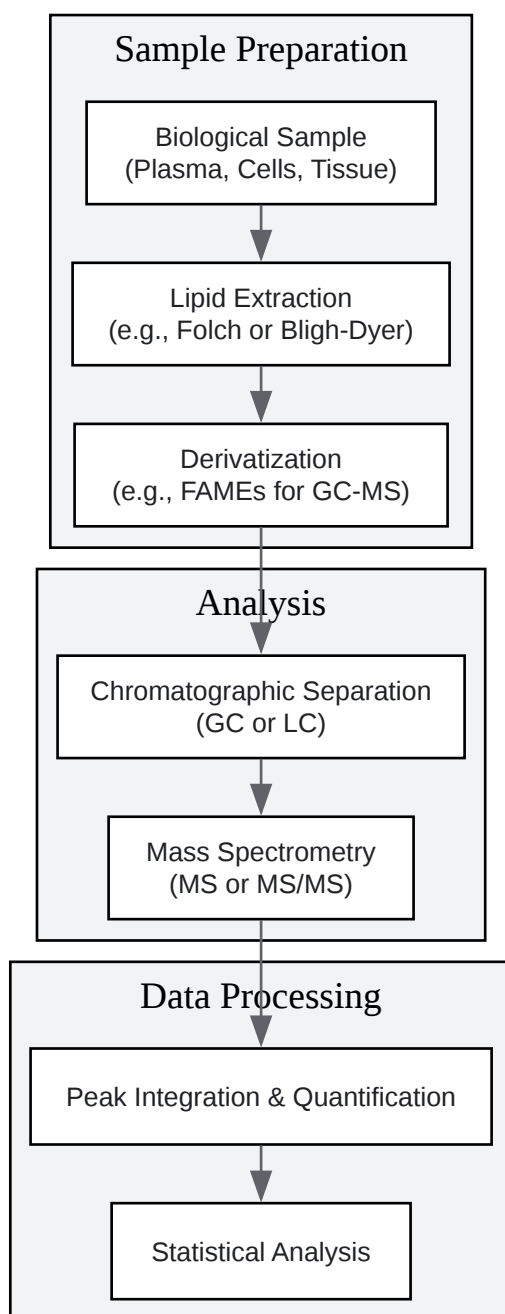 Sample Preparation
Biological Sample
(Plasma, Cells, Tissue)
Lipid Extraction
(e.g., Folch or Bligh-Dyer)
Derivatization
(e.g., FAMEs for GC-MS)
Analysis
Chromatographic Separation
(GC or LC)
Mass Spectrometry
(MS or MS/MS)
Data Processing
Peak Integration & Quantification
Statistical Analysis